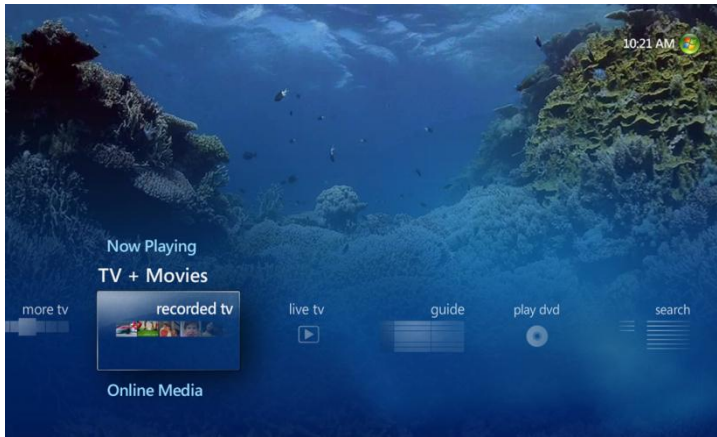 10:21 AM
Now Playing
TV + Movies
more tv
recorded tv
live tv
guide
play dvd
search
Online Media